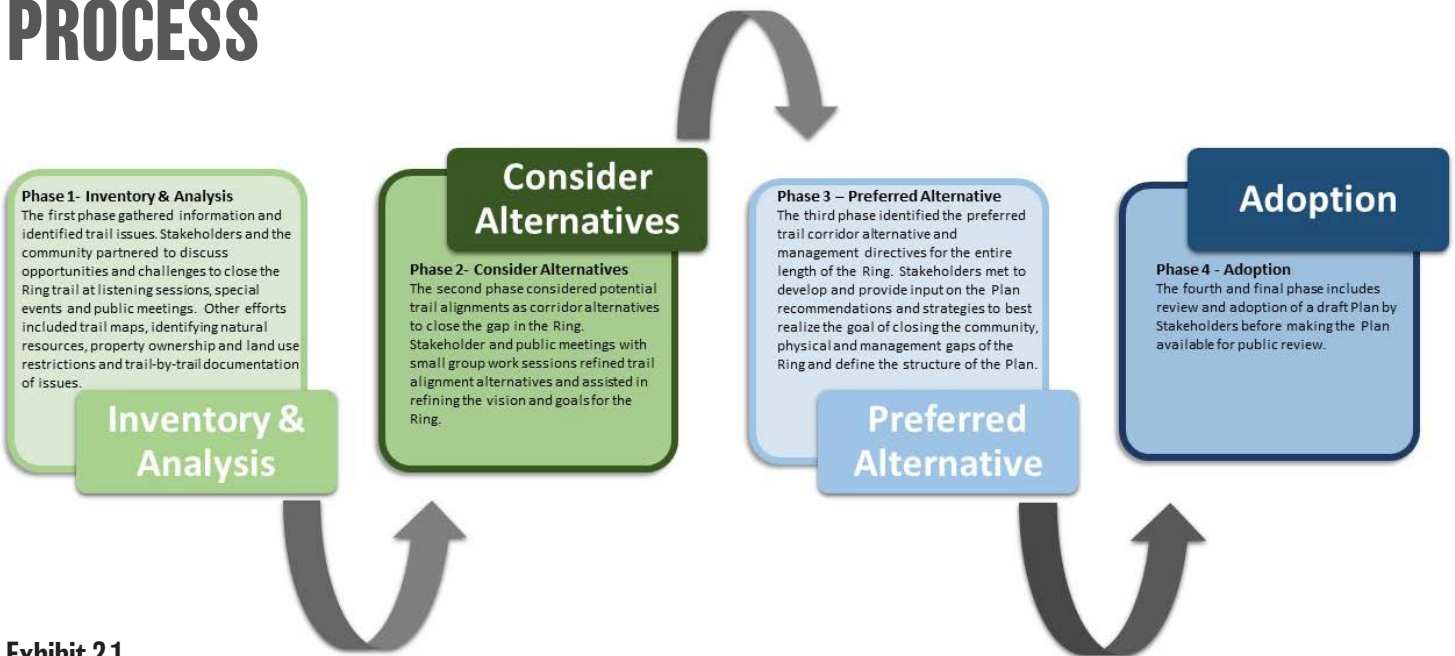 PROCESS
Phase 1- Inventory & Analysis
The first phase gathered information and
identified trail issues. Stakeholders and the
community partnered to discuss
opportunities and challenges to close the
Ring trail at listening sessions, special
events and public meetings. Other efforts
included trail maps, identifying natural
resources, property ownership and land use
restrictions and trail-by-trail documentation
of issues.
Inventory &
Analysis
Consider
Alternatives
Phase 2- Consider Alternatives
The second phase considered potential
trail alignments as corridor alternatives
to close the gap in the Ring.
Stakeholder and public meetings with
small group work sessions refined trail
alignment alternatives and assisted in
refining the vision and goals for the
Ring.
Phase 3 – Preferred Alternative
The third phase identified the preferred
trail corridor alternative and
management directives for the entire
length of the Ring. Stakeholders met to
develop and provide input on the Plan
recommendations and strategies to best
realize the goal of closing the community,
physical and management gaps of the
Ring and define the structure of the Plan.
Preferred
Alternative
Adoption
Phase 4 - Adoption
The fourth and final phase includes
review and adoption of a draft Plan by
Stakeholders before making the Plan
available for public review.
Exhibit 2.1